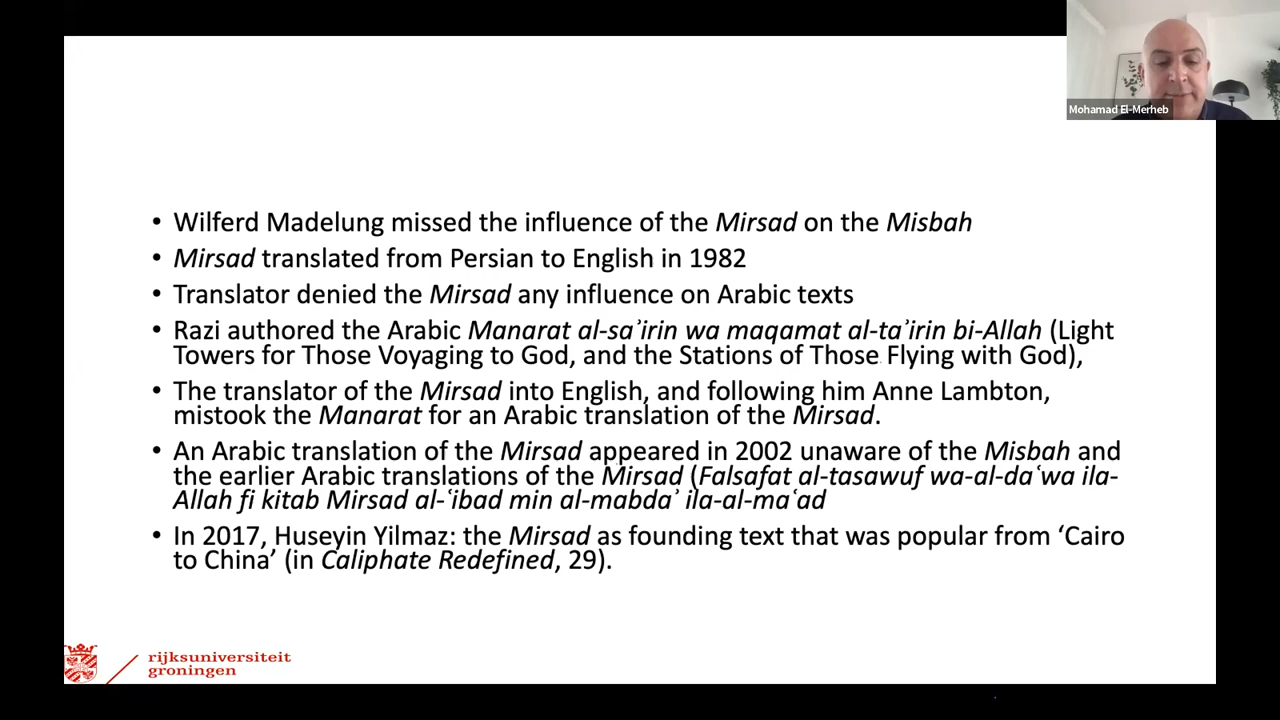 Mohamad El-Merheb
• Wilferd Madelung missed the influence of the Mirsad on the Misbah
• Mirsad translated from Persian to English in 1982
• Translator denied the Mirsad any influence on Arabic texts
• Razi authored the Arabic Manarat al-saʾirin wa maqamat al-taʾirin bi-Allah (Light
Towers for Those Voyaging to God, and the Stations of Those Flying with God),
• The translator of the Mirsad into English, and following him Anne Lambton,
mistook the Manarat for an Arabic translation of the Mirsad.
• An Arabic translation of the Mirsad appeared in 2002 unaware of the Misbah and
the earlier Arabic translations of the Mirsad (Falsafat al-tasawuf wa-al-daʿwa ila-
Allah fi kitab Mirsad al-ʿibad min al-mabdaʾ ila-al-maʿad
• In 2017, Huseyin Yilmaz: the Mirsad as founding text that was popular from ‘Cairo
to China’ (in Caliphate Redefined, 29).
rijksuniversiteit
groningen